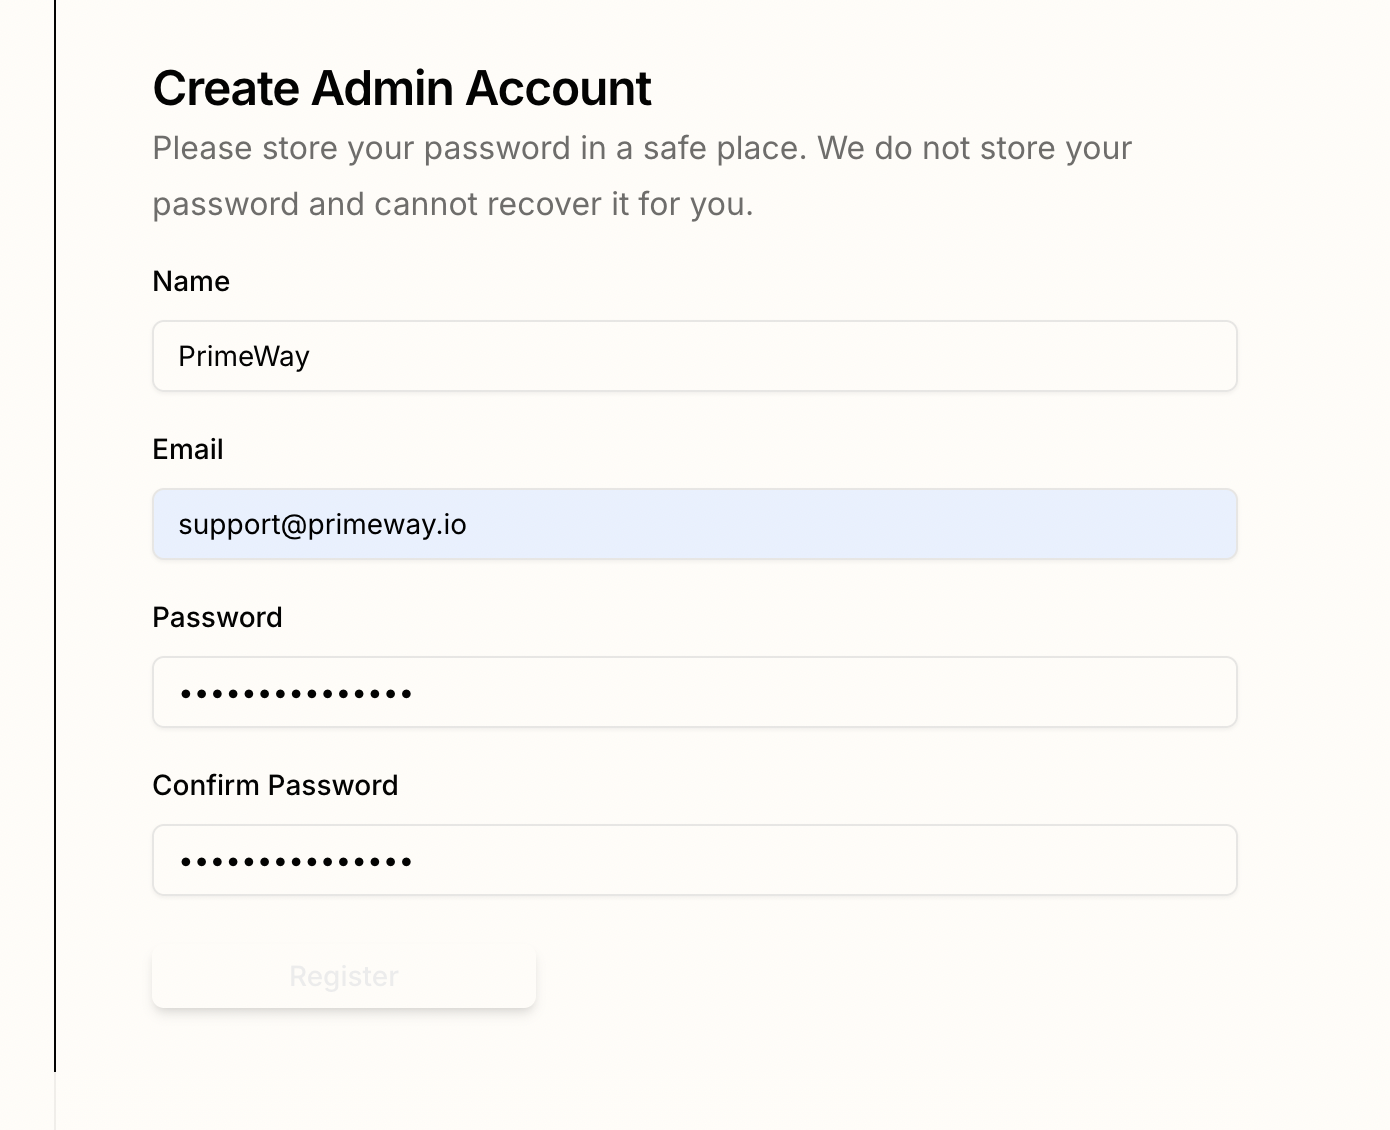 Create Admin Account
Please store your password in a safe place. We do not store your
password and cannot recover it for you.
Name
PrimeWay
Email
support@primeway.io
Password
•••••••••••••••
Confirm Password
•••••••••••••••
Register